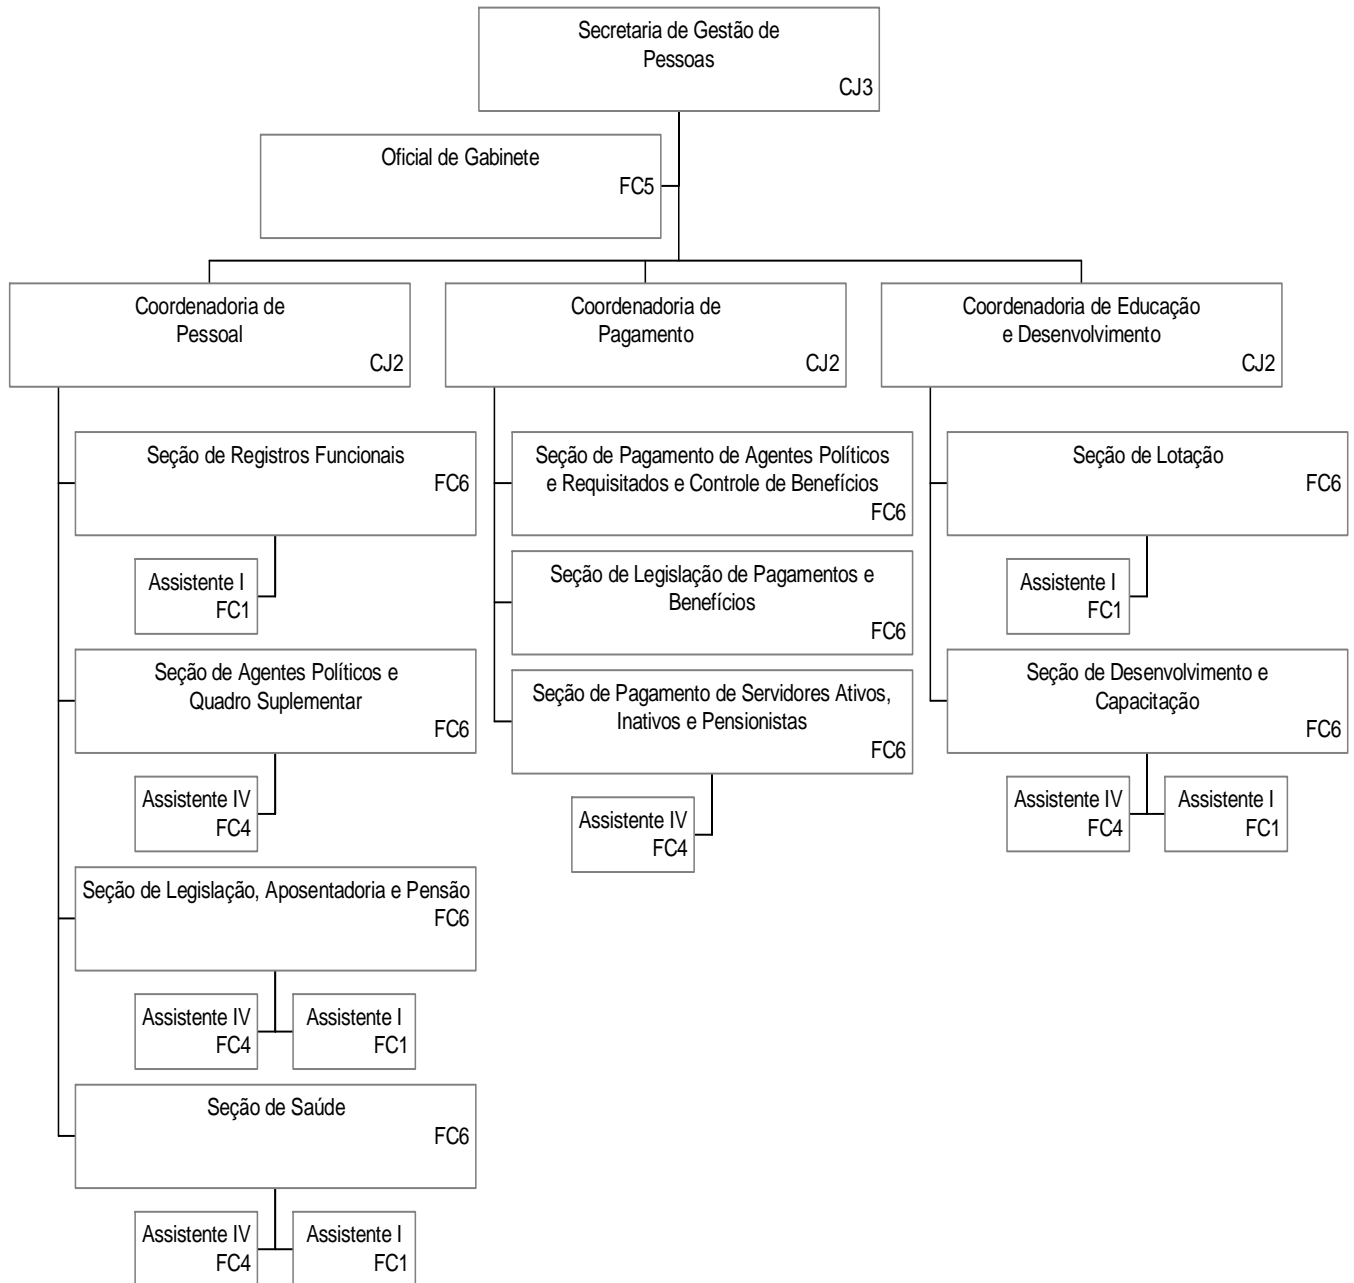 Secretaria de Gestão de
Pessoas
CJ3
Oficial de Gabinete
FC5
Coordenadoria de
Pessoal
CJ2
Coordenadoria de
Pagamento
CJ2
Coordenadoria de Educação
e Desenvolvimento
CJ2
Seção de Registros Funcionais
FC6
Assistente I
FC1
Seção de Agentes Políticos e
Quadro Suplementar
FC6
Assistente IV
FC4
Seção de Legislação, Aposentadoria e Pensão
FC6
Assistente IV
FC4
Assistente I
FC1
Seção de Saúde
FC6
Assistente IV
FC4
Assistente I
FC1
Seção de Pagamento de Agentes Políticos
e Requisitados e Controle de Benefícios
FC6
Seção de Legislação de Pagamentos e
Benefícios
FC6
Seção de Pagamento de Servidores Ativos,
Inativos e Pensionistas
FC6
Assistente IV
FC4
Seção de Lotação
FC6
Assistente I
FC1
Seção de Desenvolvimento e
Capacitação
FC6
Assistente IV
FC4
Assistente I
FC1